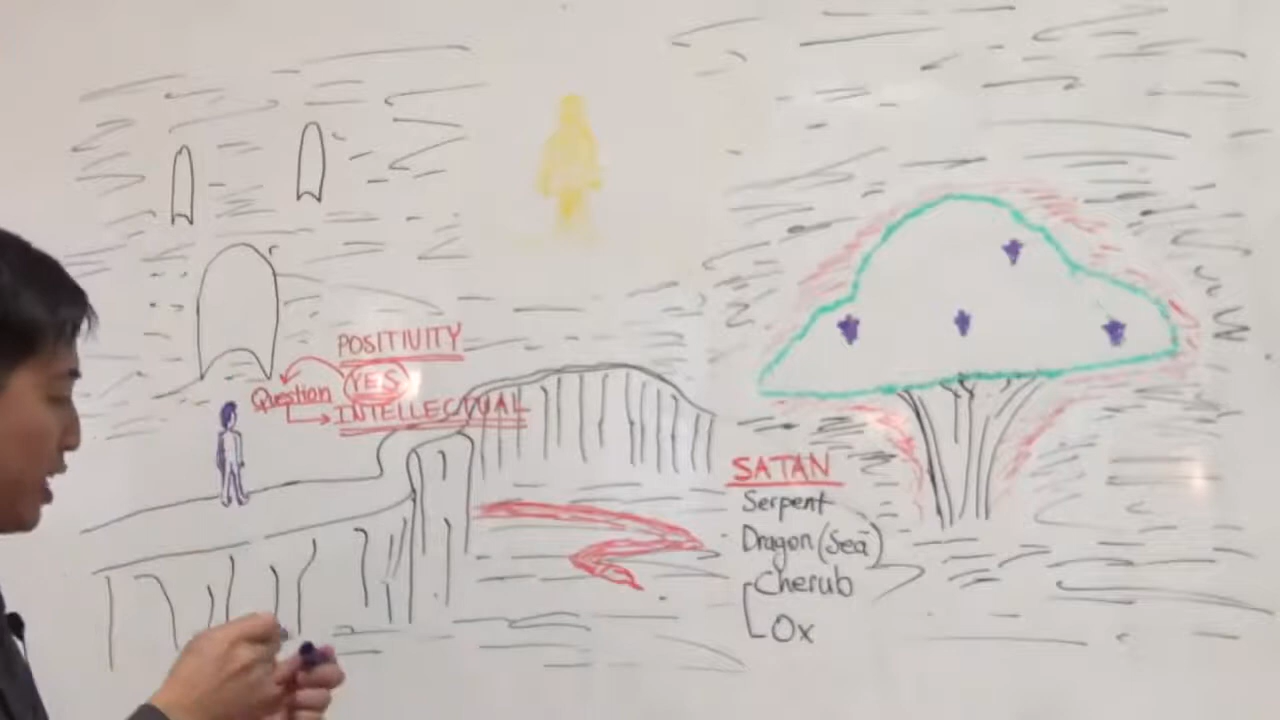 POSITIVITY
YES
Question
INTELLECTUAL
SATAN
Serpent
Dragon (Sea)
Cherub
Ox